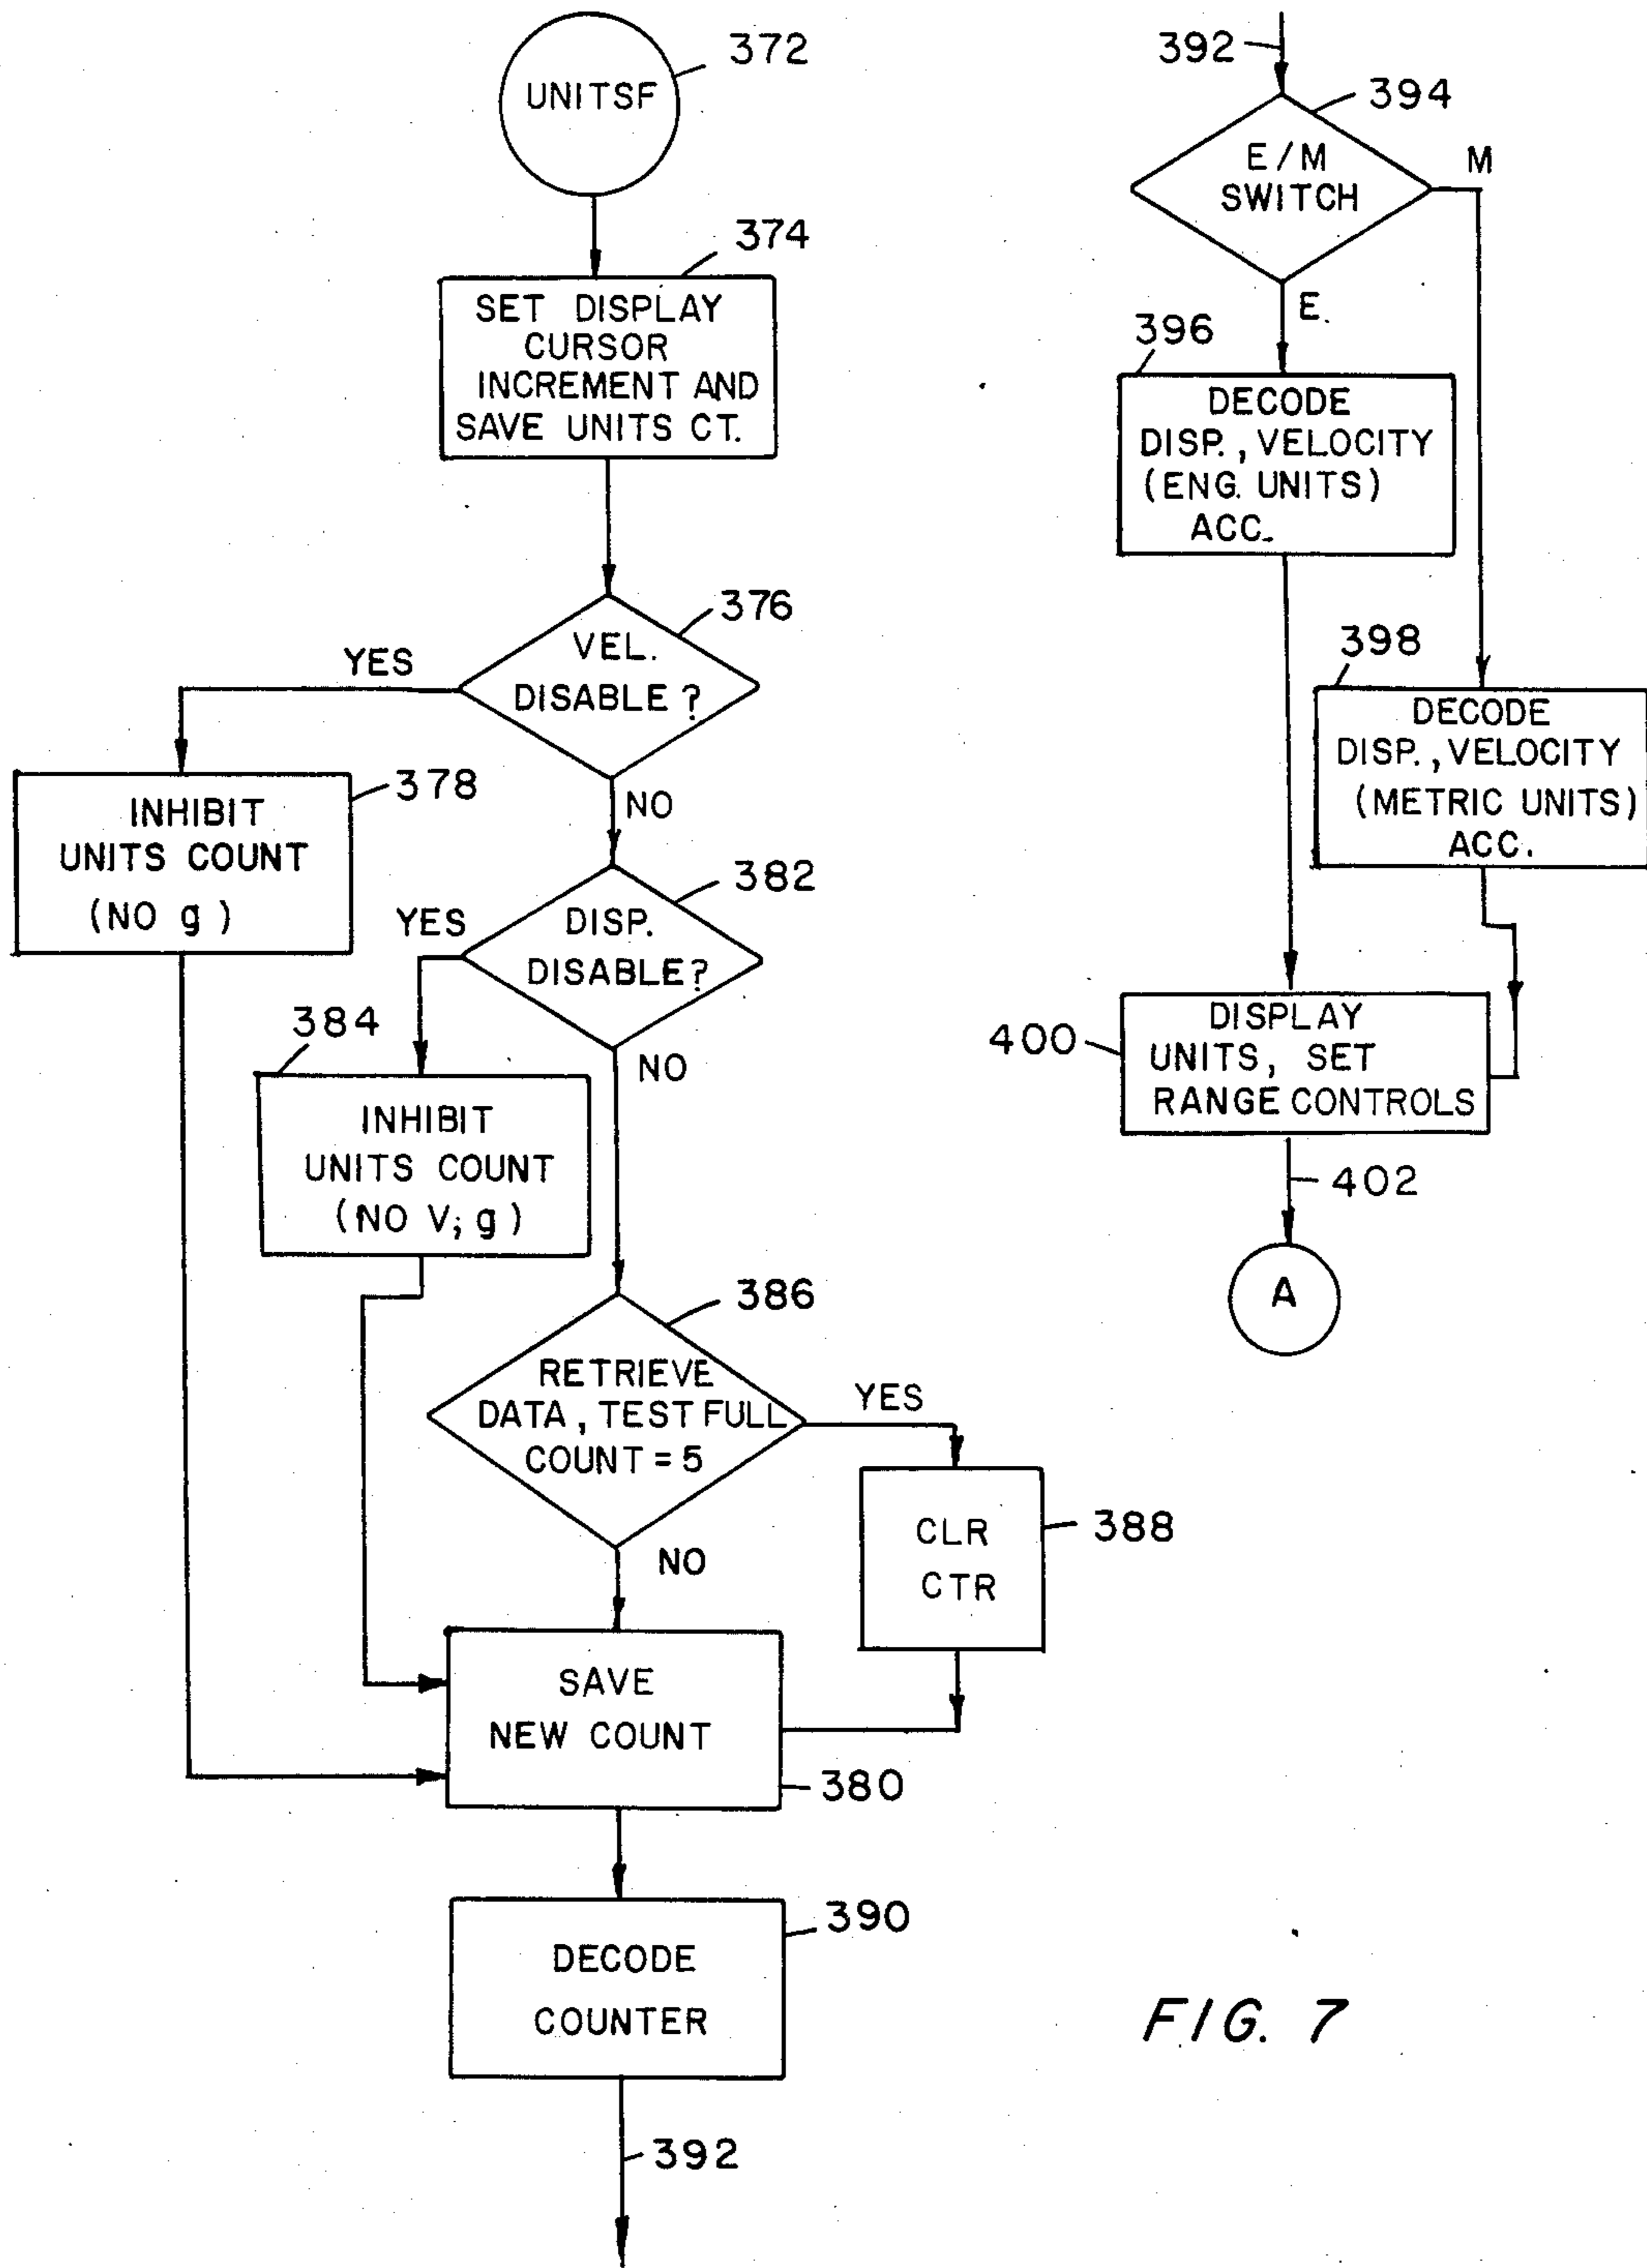 UNITSF
372
374
SET DISPLAY
CURSOR
INCREMENT AND
SAVE UNITS CT.
376
VEL.
DISABLE ?
YES
NO
378
INHIBIT
UNITS COUNT
(NO g )
382
DISP.
DISABLE?
YES
NO
384
INHIBIT
UNITS COUNT
(NO V; g )
386
RETRIEVE
DATA, TEST FULL
COUNT = 5
YES
NO
388
CLR
CTR
SAVE
NEW COUNT
380
390
DECODE
COUNTER
392
392
394
E/M
SWITCH
M
E.
396
DECODE
DISP., VELOCITY
(ENG. UNITS)
ACC.
398
DECODE
DISP., VELOCITY
(METRIC UNITS)
ACC.
400
DISPLAY
UNITS, SET
RANGE CONTROLS
402
A
FIG. 7